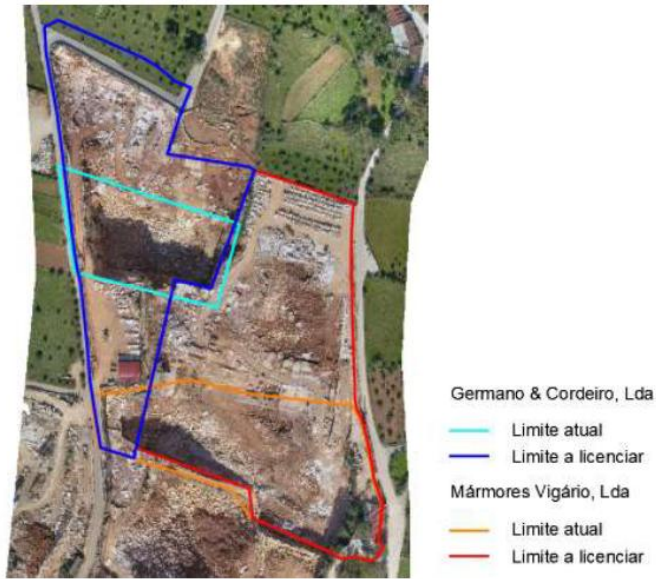 Germano & Cordeiro, Lda
Limite atual
Limite a licenciar
Mármores Vigário, Lda
Limite atual
Limite a licenciar